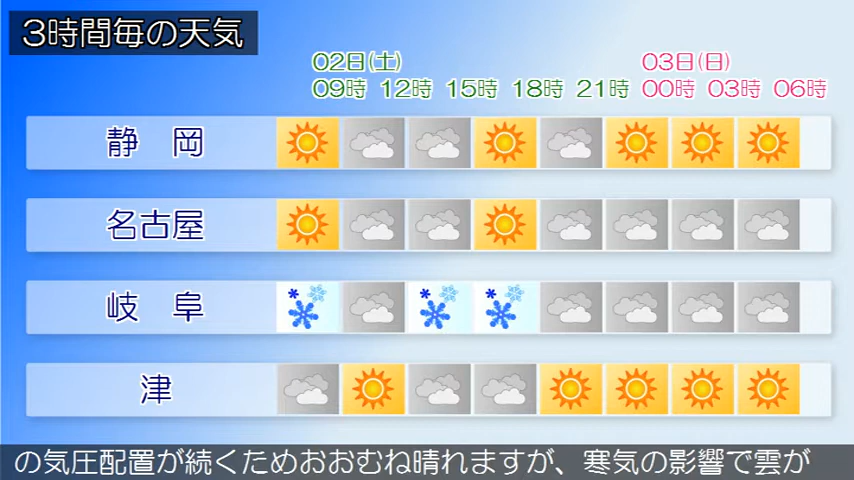 3時間毎の天気
02日(土) 03日(日)
09時 12時 15時 18時 21時 00時 03時 06時
静　岡
名古屋
岐　阜
津
の気圧配置が続くためおおむね晴れますが、寒気の影響で雲が